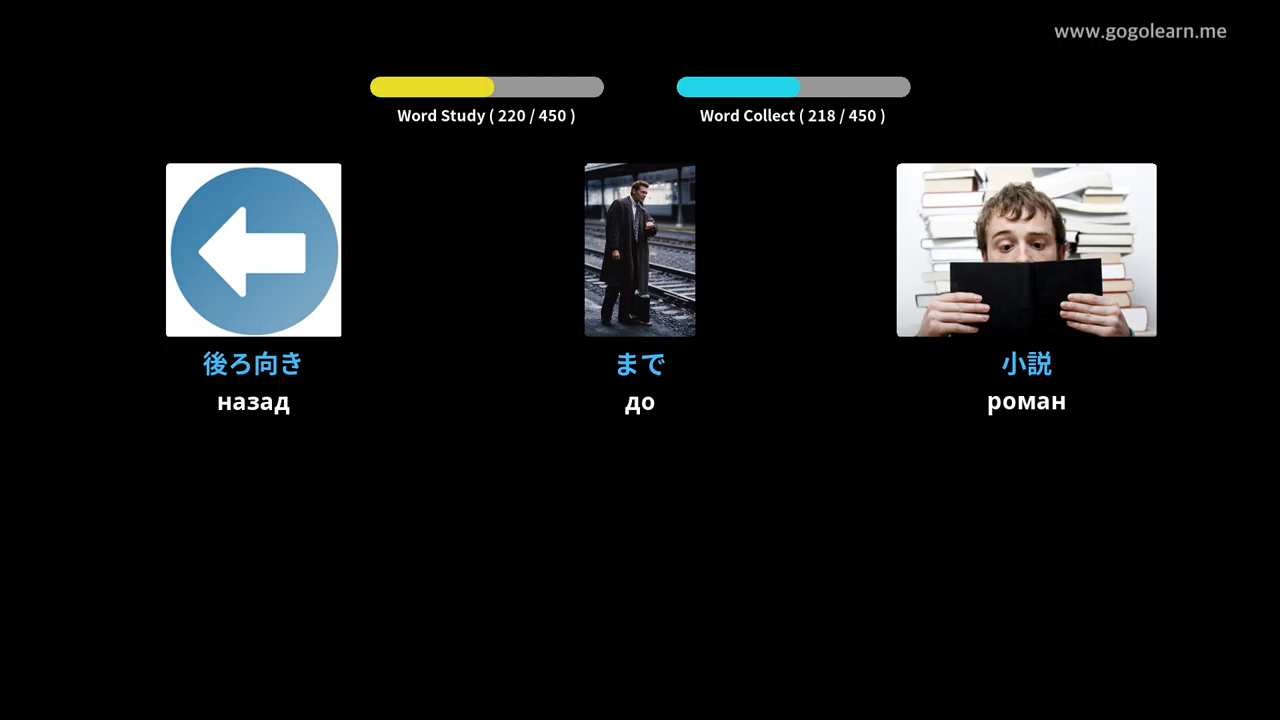 www.gogolearn.me
Word Study ( 220 / 450 )
Word Collect ( 218 / 450 )
後ろ向き
まで
小説
назад
до
роман